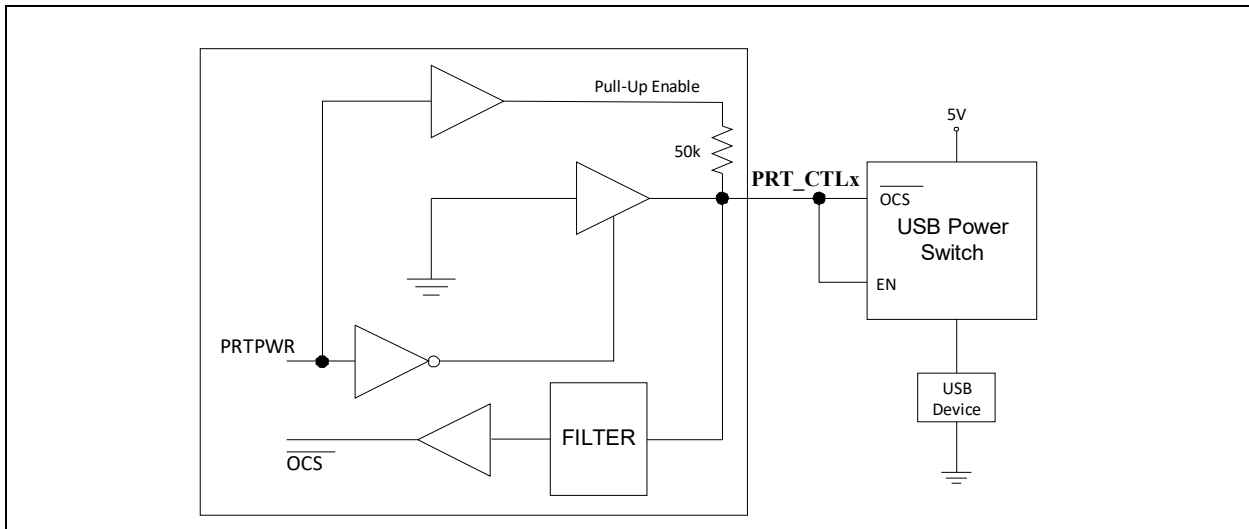 Pull-Up Enable
5V
50k
PRT_CTLx
OCS
USB Power
Switch
EN
PRTPWR
USB
Device
FILTER
OCS